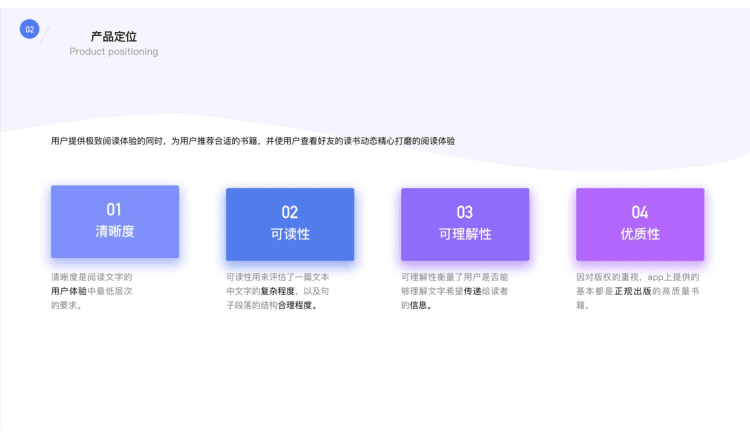 02
产品定位
Product positioning
用户提供极致阅读体验的同时，为用户推荐合适的书籍，并使用户查看好友的读书动态精心打磨的阅读体验
01
清晰度
清晰度是阅读文字的
用户体验中最低层次
的要求。
02
可读性
可读性用来评估了一篇文本
中文字的复杂程度，以及句
子段落的结构合理程度。
03
可理解性
可理解性衡量了用户是否能
够理解文字希望传递给读者
的信息。
04
优质性
因对版权的重视，app上提供的
基本都是正规出版的高质量书
籍。